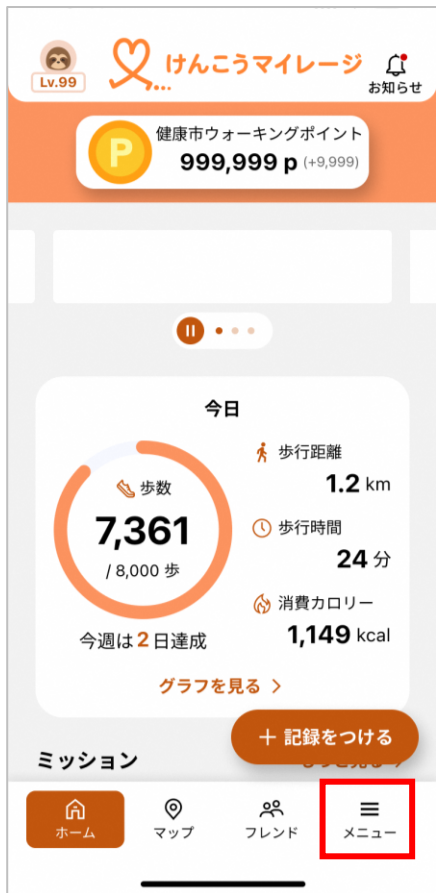 Lv.99
けんこうマイレージ
お知らせ
P
健康市ウォーキングポイント
999,999 p (+9,999)
今日
歩数
7,361
/ 8,000 歩
今週は2日達成
歩行距離
1.2 km
歩行時間
24 分
消費カロリー
1,149 kcal
グラフを見る
+ 記録をつける
ミッション
ホーム
マップ
フレンド
メニュー